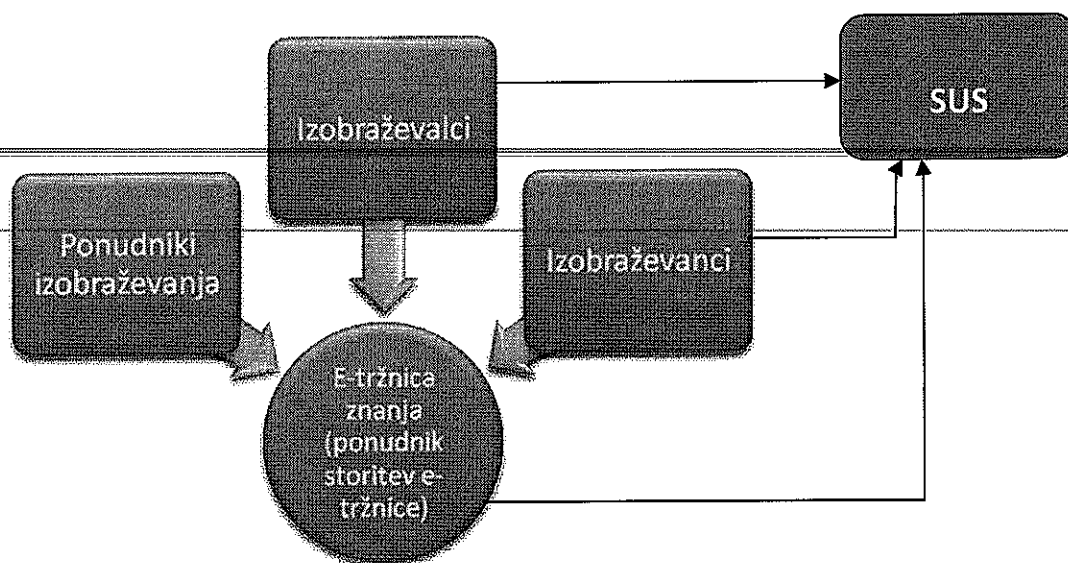 Izobraževalci
SUS
Ponudniki
izobraževanja
Izobraževanci
E-tržnica
znanja
(ponudnik
storitev e-
tržnice)